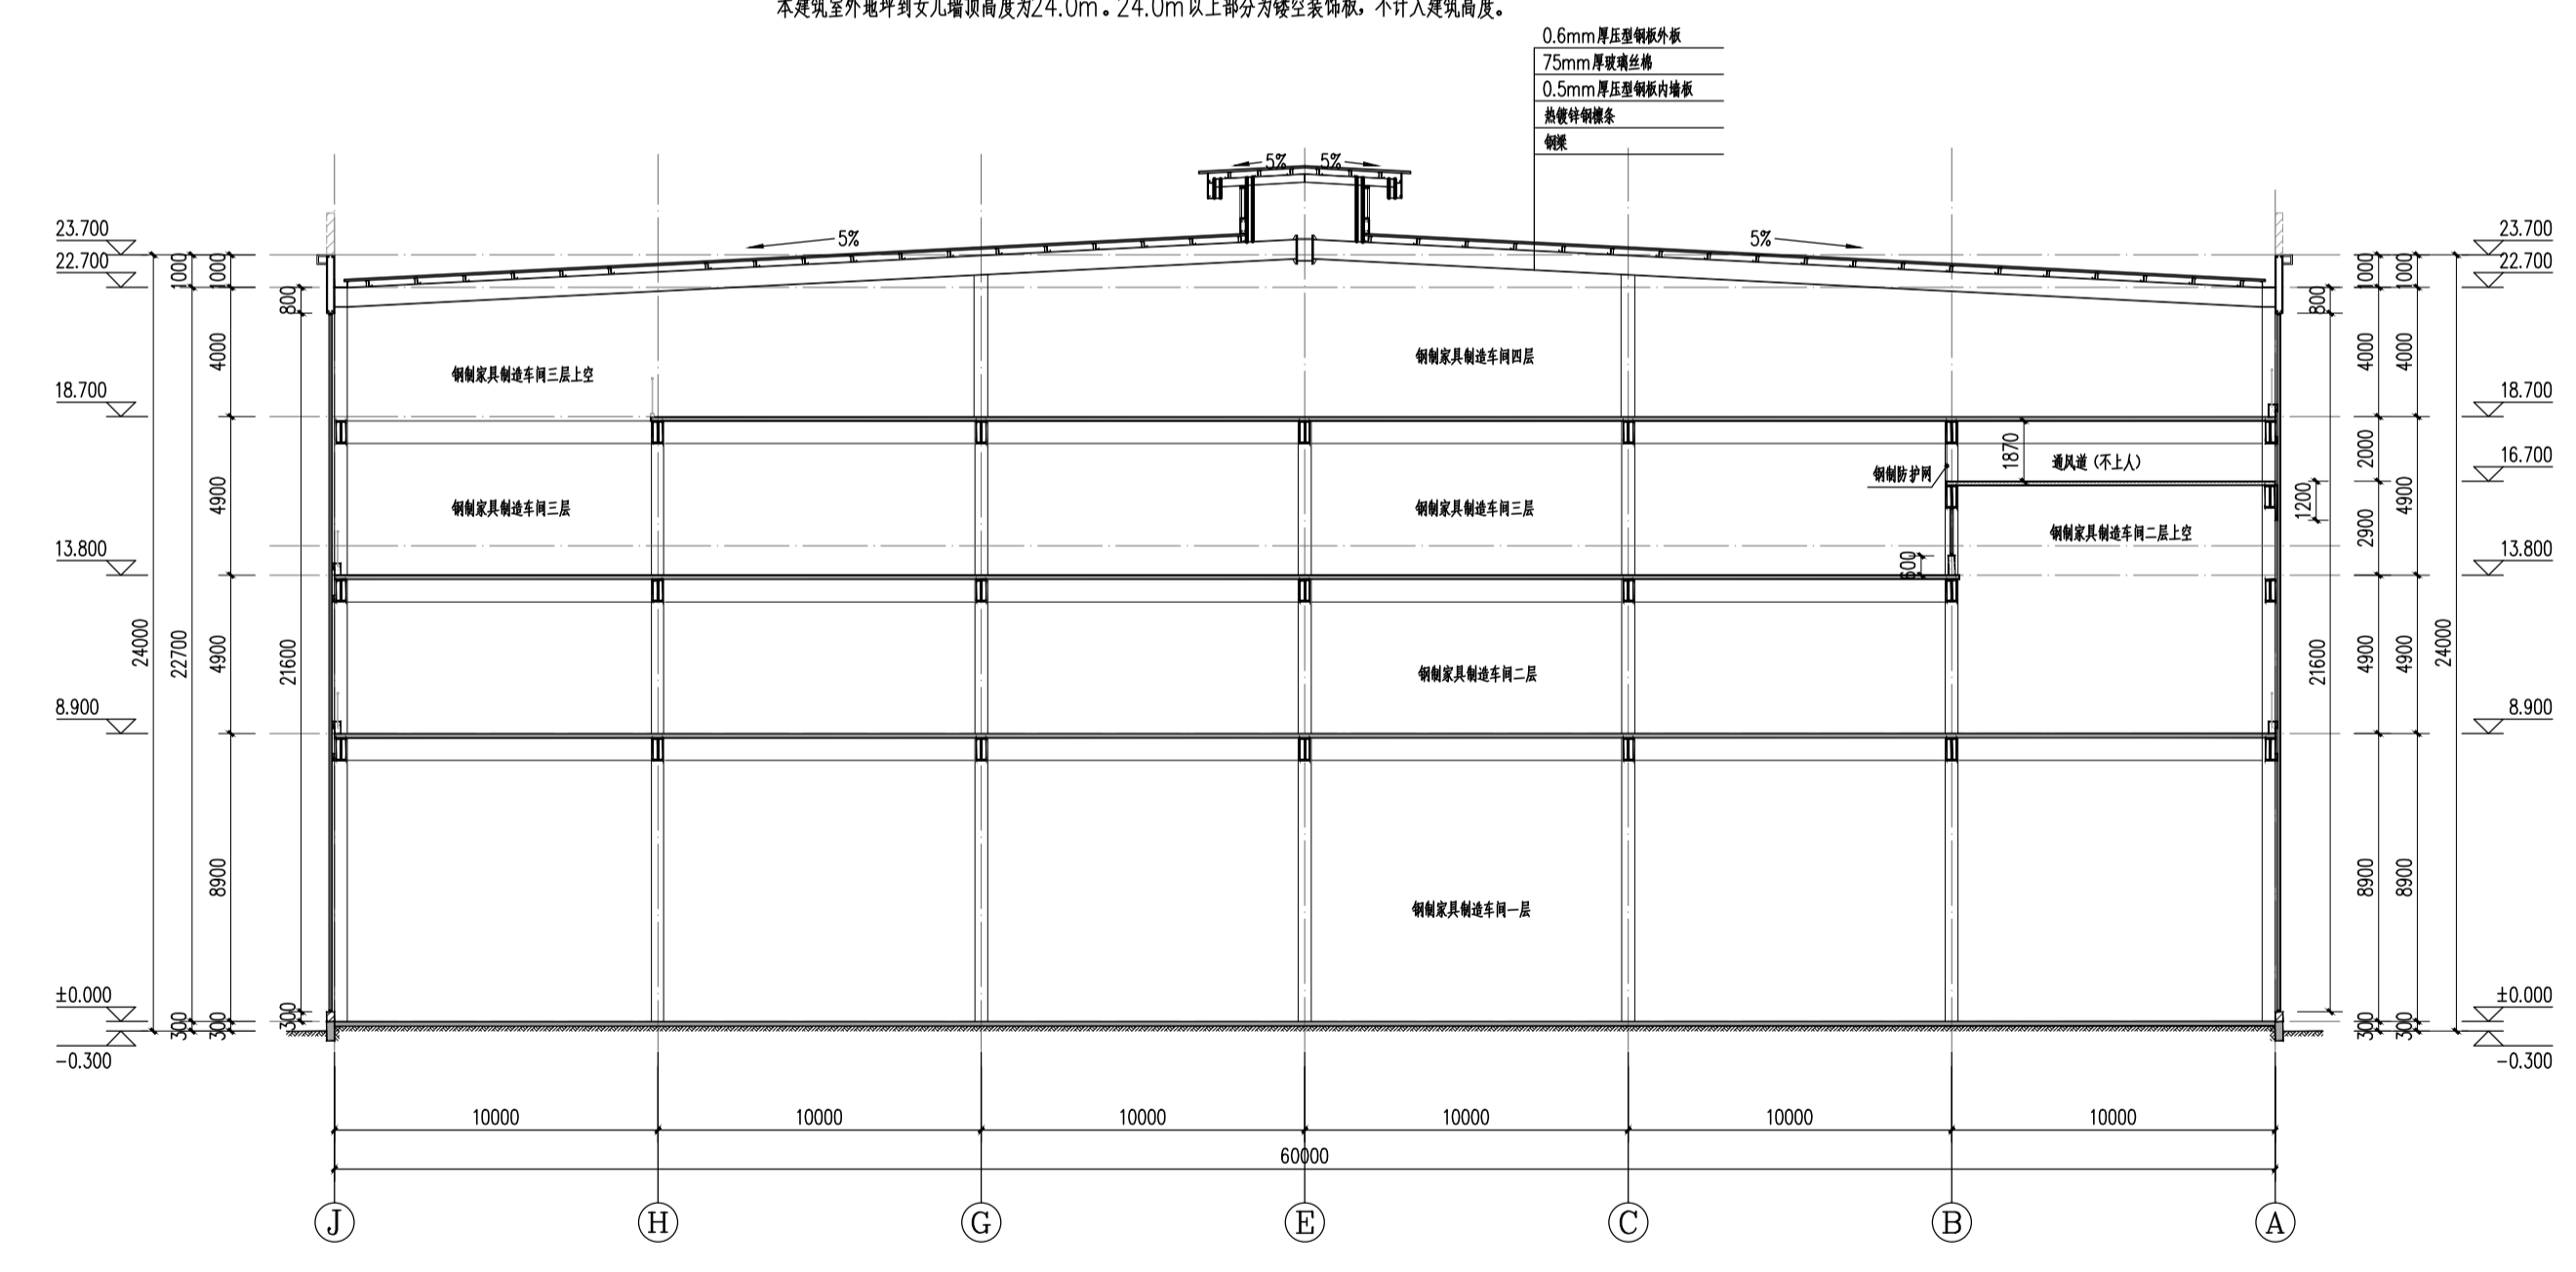 本建筑室外地坪到女儿墙顶高度为24.0m。24.0m以上部分为镂空装饰板，不计入建筑高度。
0.6mm厚压型钢板外板
75mm厚玻璃丝棉
0.5mm厚压型钢板内墙板
热镀锌钢檩条
钢梁
5% 5%
5% 5%
23.700
22.700
18.700
13.800
8.900
±0.000
-0.300
24000
1000
22700
300
1000
4000
4900
4900
8900
300
800
21600
300
钢制家具制造车间三层上空
钢制家具制造车间四层
钢制家具制造车间三层
钢制家具制造车间三层
钢制防护网
1870
通风道（不上人）
钢制家具制造车间二层上空
600
钢制家具制造车间二层
钢制家具制造车间一层
800
1200
21600
1000
4000
2000
2900
4900
8900
300
1000
4000
4900
4900
8900
300
24000
23.700
22.700
18.700
16.700
13.800
8.900
±0.000
-0.300
10000 10000 10000 10000 10000 10000
60000
J H G E C B A